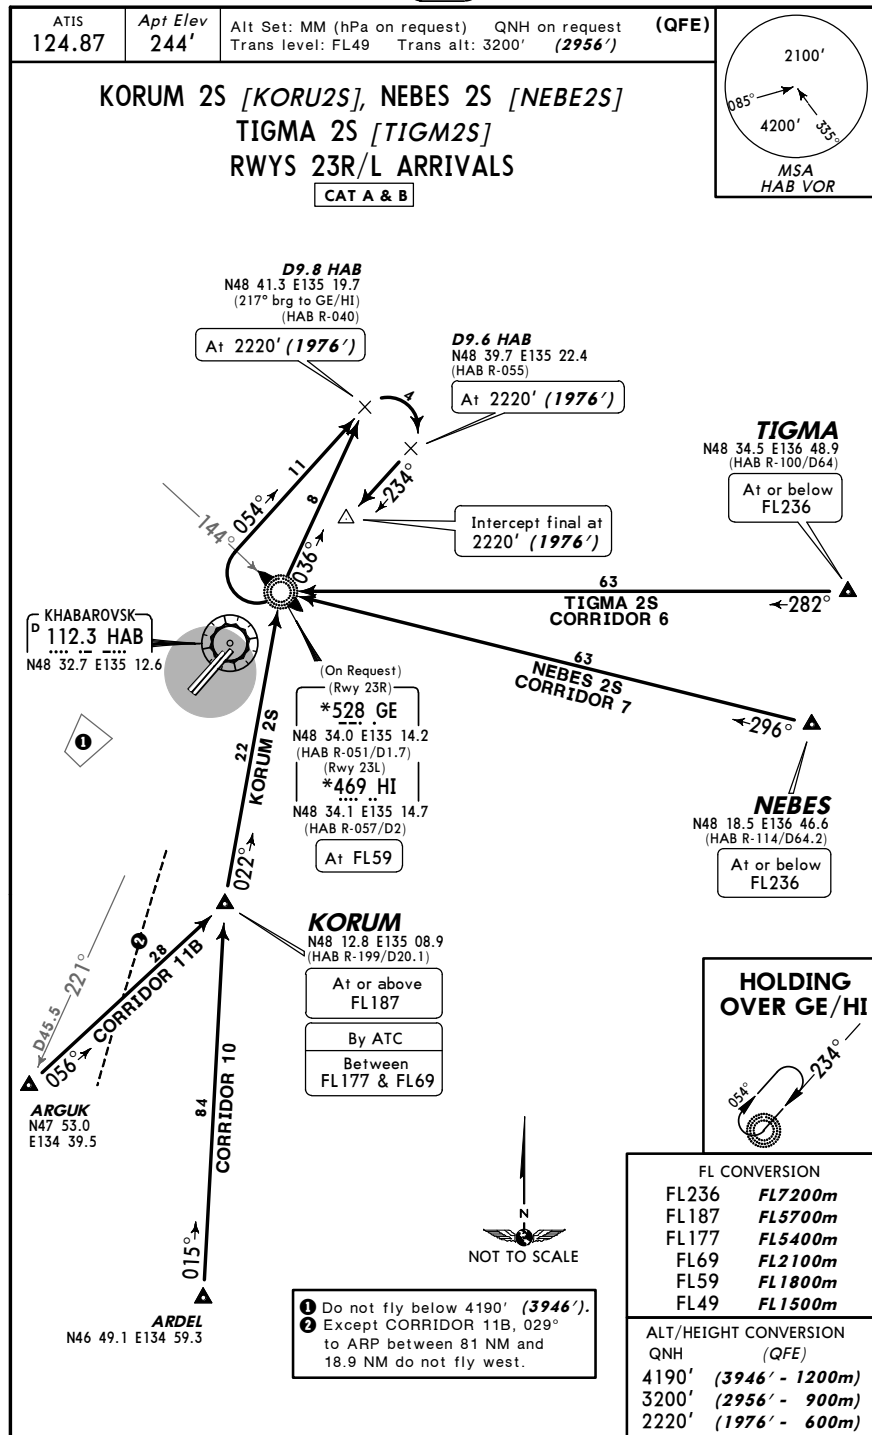 ATIS
124.87
Apt Elev
244'
Alt Set: MM (hPa on request) QNH on request (QFE)
Trans level: FL49 Trans alt: 3200' (2956')
2100'
085°
4200'
335°
MSA
HAB VOR
KORUM 2S [KORU2S], NEBES 2S [NEBE2S]
TIGMA 2S [TIGM2S]
RWYS 23R/L ARRIVALS
CAT A & B
D9.8 HAB
N48 41.3 E135 19.7
(217° brg to GE/HI)
(HAB R-040)
At 2220' (1976')
D9.6 HAB
N48 39.7 E135 22.4
(HAB R-055)
At 2220' (1976')
4
11
8
054°
234°
036°
144°
Intercept final at
2220' (1976')
TIGMA
N48 34.5 E136 48.9
(HAB R-100/D64)
At or below
FL236
63
TIGMA 2S
CORRIDOR 6
282°
63
NEBES 2S
CORRIDOR 7
296°
KHABAROVSK
D 112.3 HAB
N48 32.7 E135 12.6
(On Request)
(Rwy 23R)
*528 GE
N48 34.0 E135 14.2
(HAB R-051/D1.7)
(Rwy 23L)
*469 HI
N48 34.1 E135 14.7
(HAB R-057/D2)
At FL59
NEBES
N48 18.5 E136 46.6
(HAB R-114/D64.2)
At or below
FL236
1
22
KORUM 2S
022°
KORUM
N48 12.8 E135 08.9
(HAB R-199/D20.1)
At or above
FL187
By ATC
Between
FL177 & FL69
2
28
CORRIDOR 11B
D45.5
221°
056°
ARGUK
N47 53.0
E134 39.5
84
CORRIDOR 10
015°
ARDEL
N46 49.1 E134 59.3
HOLDING
OVER GE/HI
054°
234°
N
NOT TO SCALE
1 Do not fly below 4190' (3946').
2 Except CORRIDOR 11B, 029°
to ARP between 81 NM and
18.9 NM do not fly west.
FL CONVERSION
FL236 FL7200m
FL187 FL5700m
FL177 FL5400m
FL69 FL2100m
FL59 FL1800m
FL49 FL1500m
ALT/HEIGHT CONVERSION
QNH (QFE)
4190' (3946' - 1200m)
3200' (2956' - 900m)
2220' (1976' - 600m)